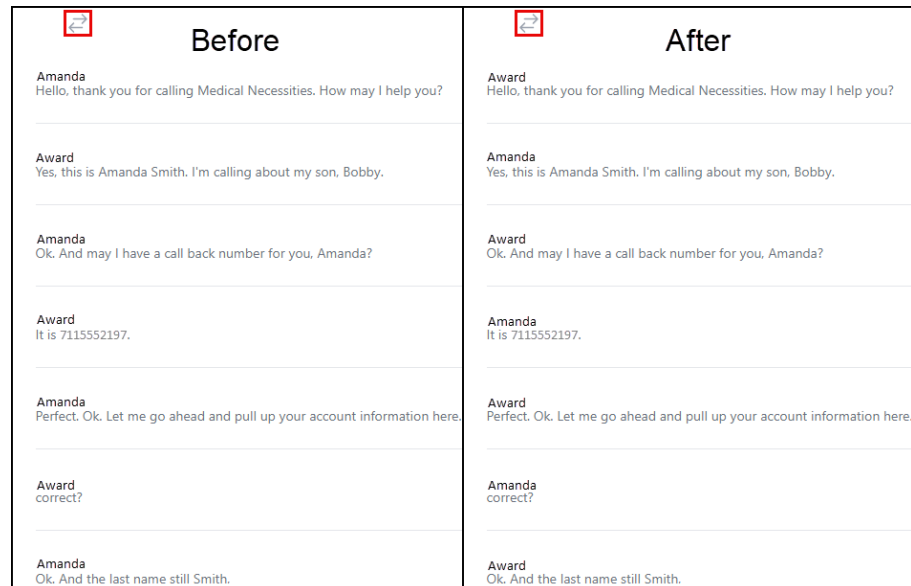 Before
Amanda
Hello, thank you for calling Medical Necessities. How may I help you?
Award
Yes, this is Amanda Smith. I'm calling about my son, Bobby.
Amanda
Ok. And may I have a call back number for you, Amanda?
Award
It is 7115552197.
Amanda
Perfect. Ok. Let me go ahead and pull up your account information here.
Award
correct?
Amanda
Ok. And the last name still Smith.
After
Award
Hello, thank you for calling Medical Necessities. How may I help you?
Amanda
Yes, this is Amanda Smith. I'm calling about my son, Bobby.
Award
Ok. And may I have a call back number for you, Amanda?
Amanda
It is 7115552197.
Award
Perfect. Ok. Let me go ahead and pull up your account information here.
Amanda
correct?
Award
Ok. And the last name still Smith.